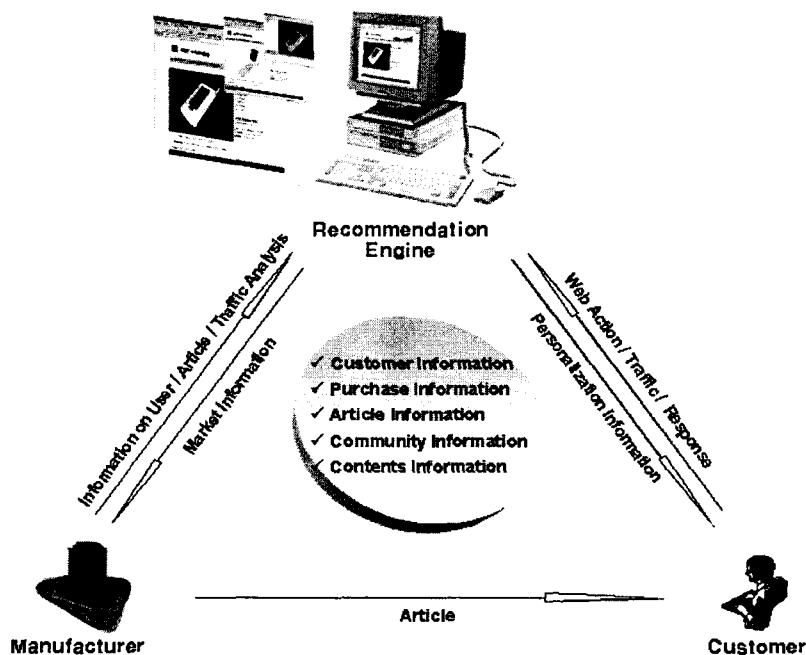 Recommendation
Engine
Information on User / Article / Traffic Analysis
Market Information
Web Action / Traffic / Response
Personalization Information
✓ Customer Information
✓ Purchase Information
✓ Article Information
✓ Community Information
✓ Contents Information
Article
Manufacturer
Customer